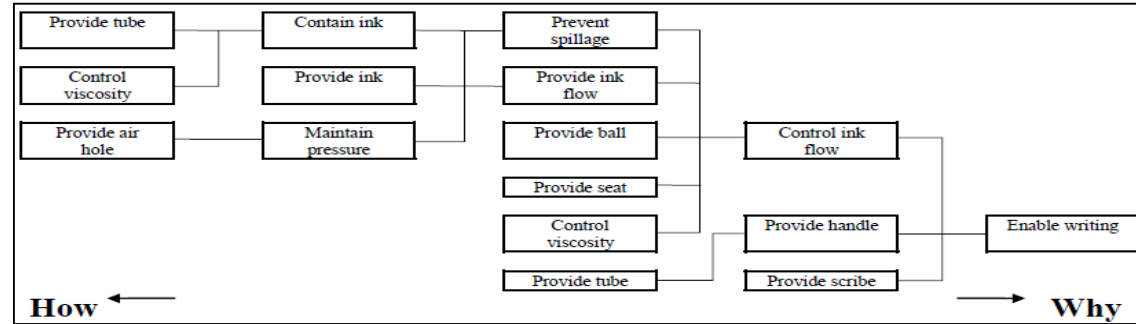 Provide tube
Contain ink
Prevent
spillage
Control
viscosity
Provide ink
Provide ink
flow
Provide air
hole
Maintain
pressure
Provide ball
Control ink
flow
Provide seat
Control
viscosity
Provide handle
Enable writing
Provide tube
Provide scribe
How
Why